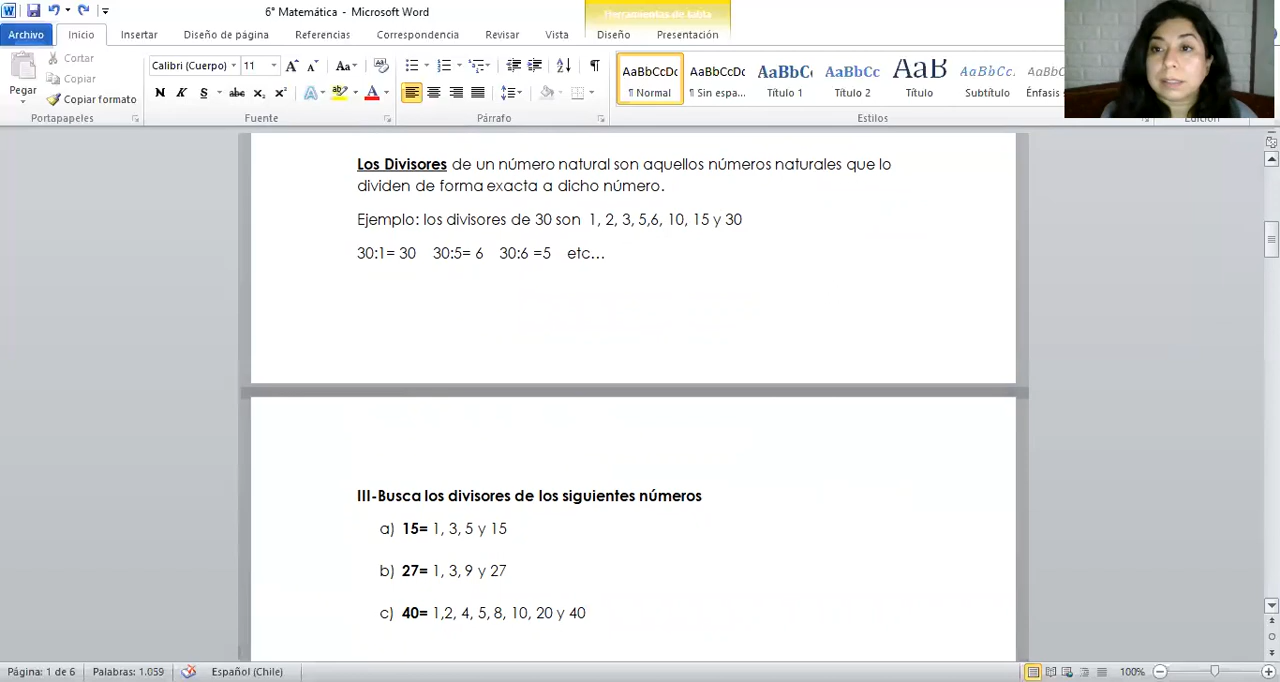 6° Matemática - Microsoft Word
Herramientas de tabla
Archivo Inicio Insertar Diseño de página Referencias Correspondencia Revisar Vista Diseño Presentación
Cortar
Copiar
Copiar formato
Pegar
Portapapeles
Calibri (Cuerpo) 11
N K S abc x₂ x²
Fuente
Párrafo
AaBbCcDc AaBbCcDc AaBbC AaBbCc AaB AaBbCc. AaBbCc
¶ Normal ¶ Sin espa... Título 1 Título 2 Título Subtítulo Énfasis
Estilos
Edición
Los Divisores de un número natural son aquellos números naturales que lo
dividen de forma exacta a dicho número.
Ejemplo: los divisores de 30 son 1, 2, 3, 5,6, 10, 15 y 30
30:1= 30 30:5= 6 30:6 =5 etc...
III-Busca los divisores de los siguientes números
a) 15= 1, 3, 5 y 15
b) 27= 1, 3, 9 y 27
c) 40= 1,2, 4, 5, 8, 10, 20 y 40
Página: 1 de 6 Palabras: 1.059 Español (Chile) 100%